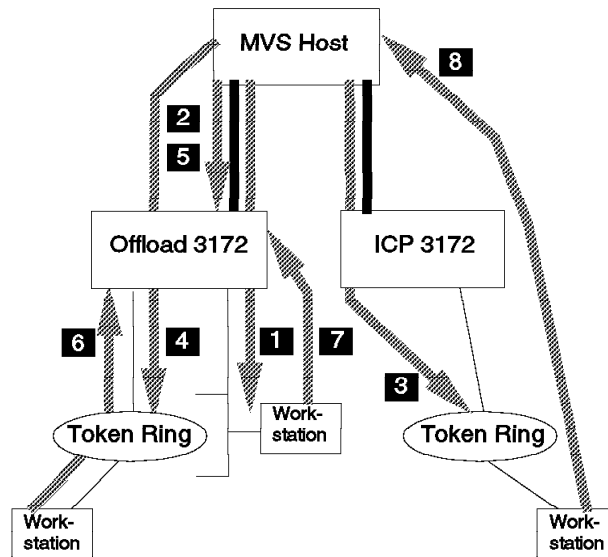 MVS Host
8
2
5
Offload 3172
ICP 3172
6
4
1
7
3
Work-
station
Token Ring
Token Ring
Work-
station
Work-
station